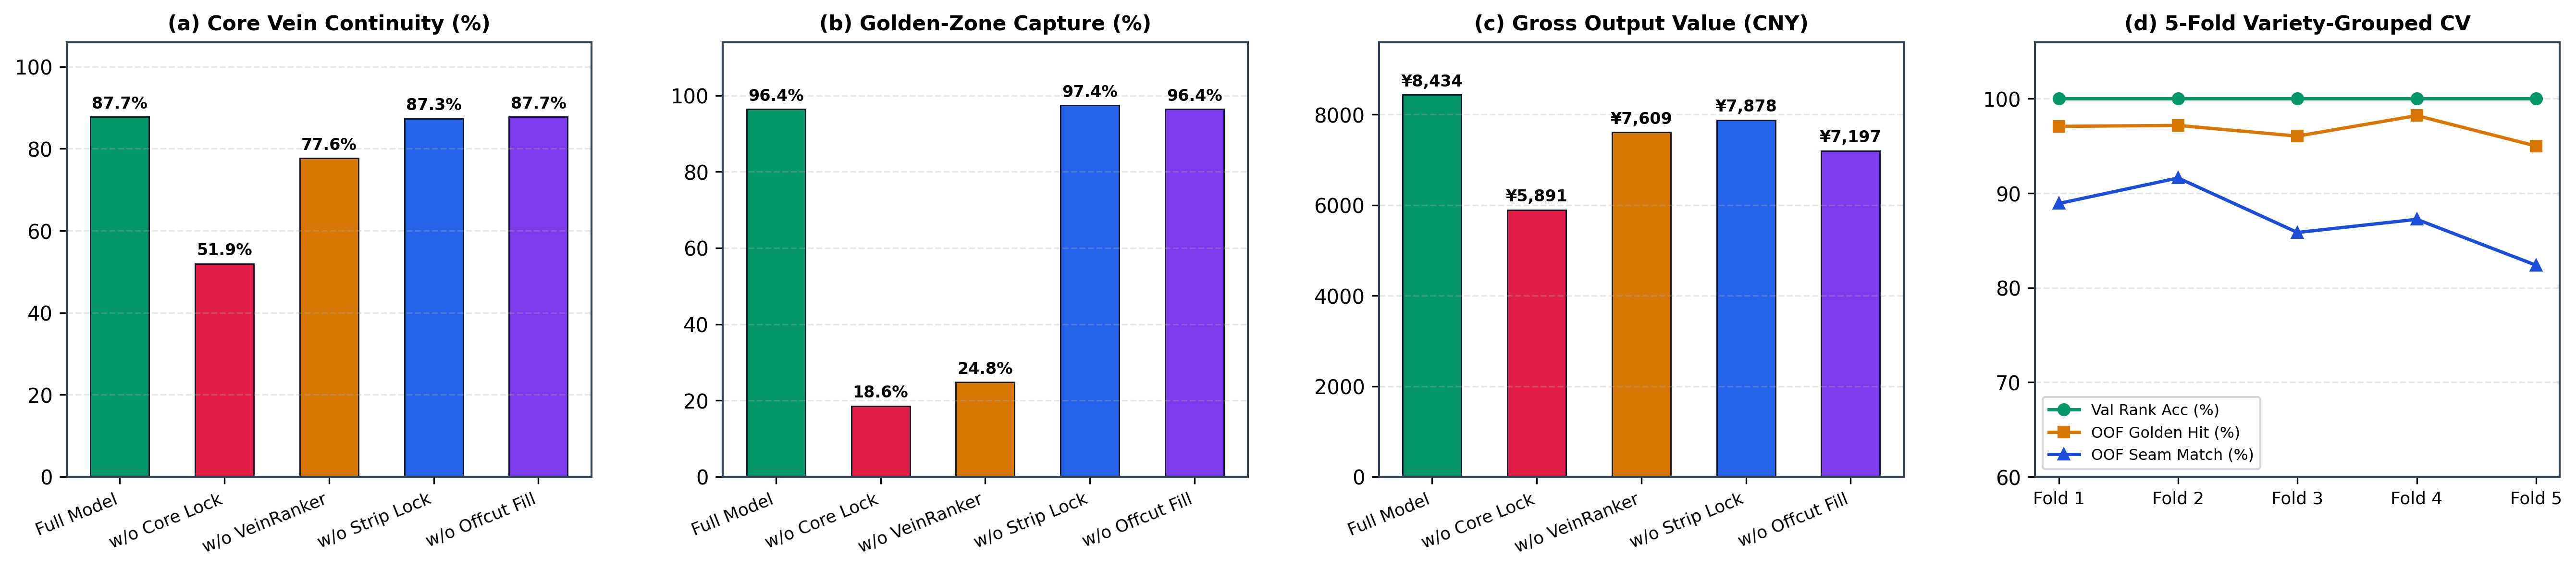 (a) Core Vein Continuity (%)
100
80
60
40
20
0
87.7%
51.9%
77.6%
87.3%
87.7%
Full Model
w/o Core Lock
w/o VeinRanker
w/o Strip Lock
w/o Offcut Fill
(b) Golden-Zone Capture (%)
100
80
60
40
20
0
96.4%
18.6%
24.8%
97.4%
96.4%
Full Model
w/o Core Lock
w/o VeinRanker
w/o Strip Lock
w/o Offcut Fill
(c) Gross Output Value (CNY)
8000
6000
4000
2000
0
¥8,434
¥5,891
¥7,609
¥7,878
¥7,197
Full Model
w/o Core Lock
w/o VeinRanker
w/o Strip Lock
w/o Offcut Fill
(d) 5-Fold Variety-Grouped CV
100
90
80
70
60
Val Rank Acc (%)
OOF Golden Hit (%)
OOF Seam Match (%)
Fold 1
Fold 2
Fold 3
Fold 4
Fold 5